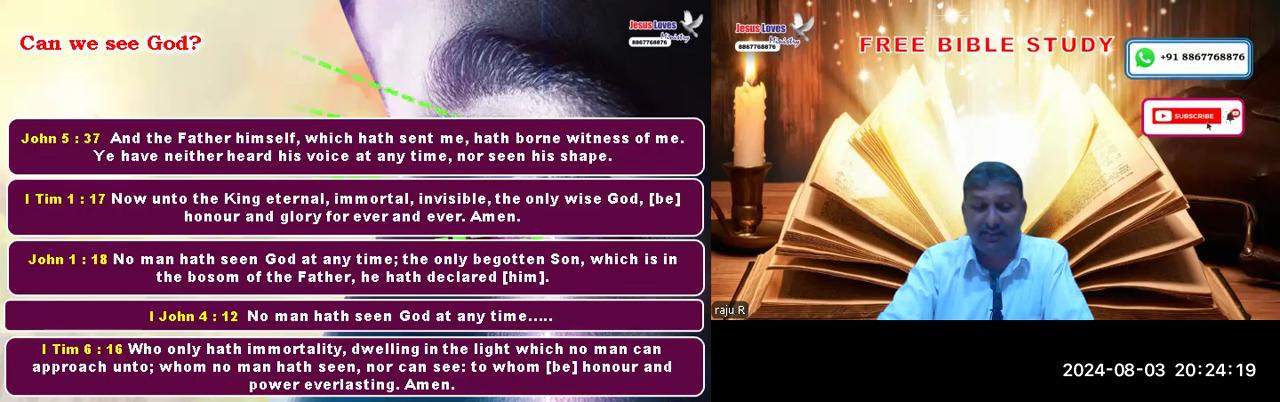 Can we see God?
Jesus Loves
Ministry
8867768876
John 5 : 37 And the Father himself, which hath sent me, hath borne witness of me.
Ye have neither heard his voice at any time, nor seen his shape.
I Tim 1 : 17 Now unto the King eternal, immortal, invisible, the only wise God, [be]
honour and glory for ever and ever. Amen.
John 1 : 18 No man hath seen God at any time; the only begotten Son, which is in
the bosom of the Father, he hath declared [him].
I John 4 : 12 No man hath seen God at any time.....
I Tim 6 : 16 Who only hath immortality, dwelling in the light which no man can
approach unto; whom no man hath seen, nor can see: to whom [be] honour and
power everlasting. Amen.
Jesus Loves
Ministry
8867768876
FREE BIBLE STUDY
+91 8867768876
SUBSCRIBE
raju R
2024-08-03 20:24:19